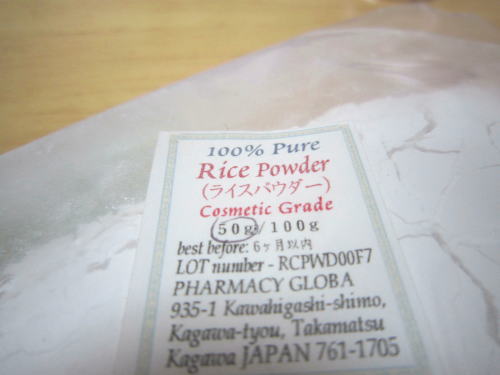 100% Pure
Rice Powder
(ライスパウダー)
Cosmetic Grade
50g/100g
best before: 6ヶ月以内
LOT number - RCPWD00F7
PHARMACY GLOBA
935-1 Kawahigashi-shimo,
Kagawa-tyou, Takamatsu
Kagawa JAPAN 761-1705